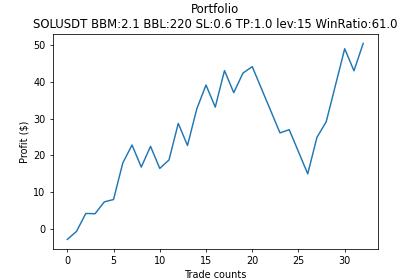 Portfolio
SOLUSDT BBM:2.1 BBL:220 SL:0.6 TP:1.0 lev:15 WinRatio:61.0
Profit ($)
50
40
30
20
10
0
0 5 10 15 20 25 30
Trade counts